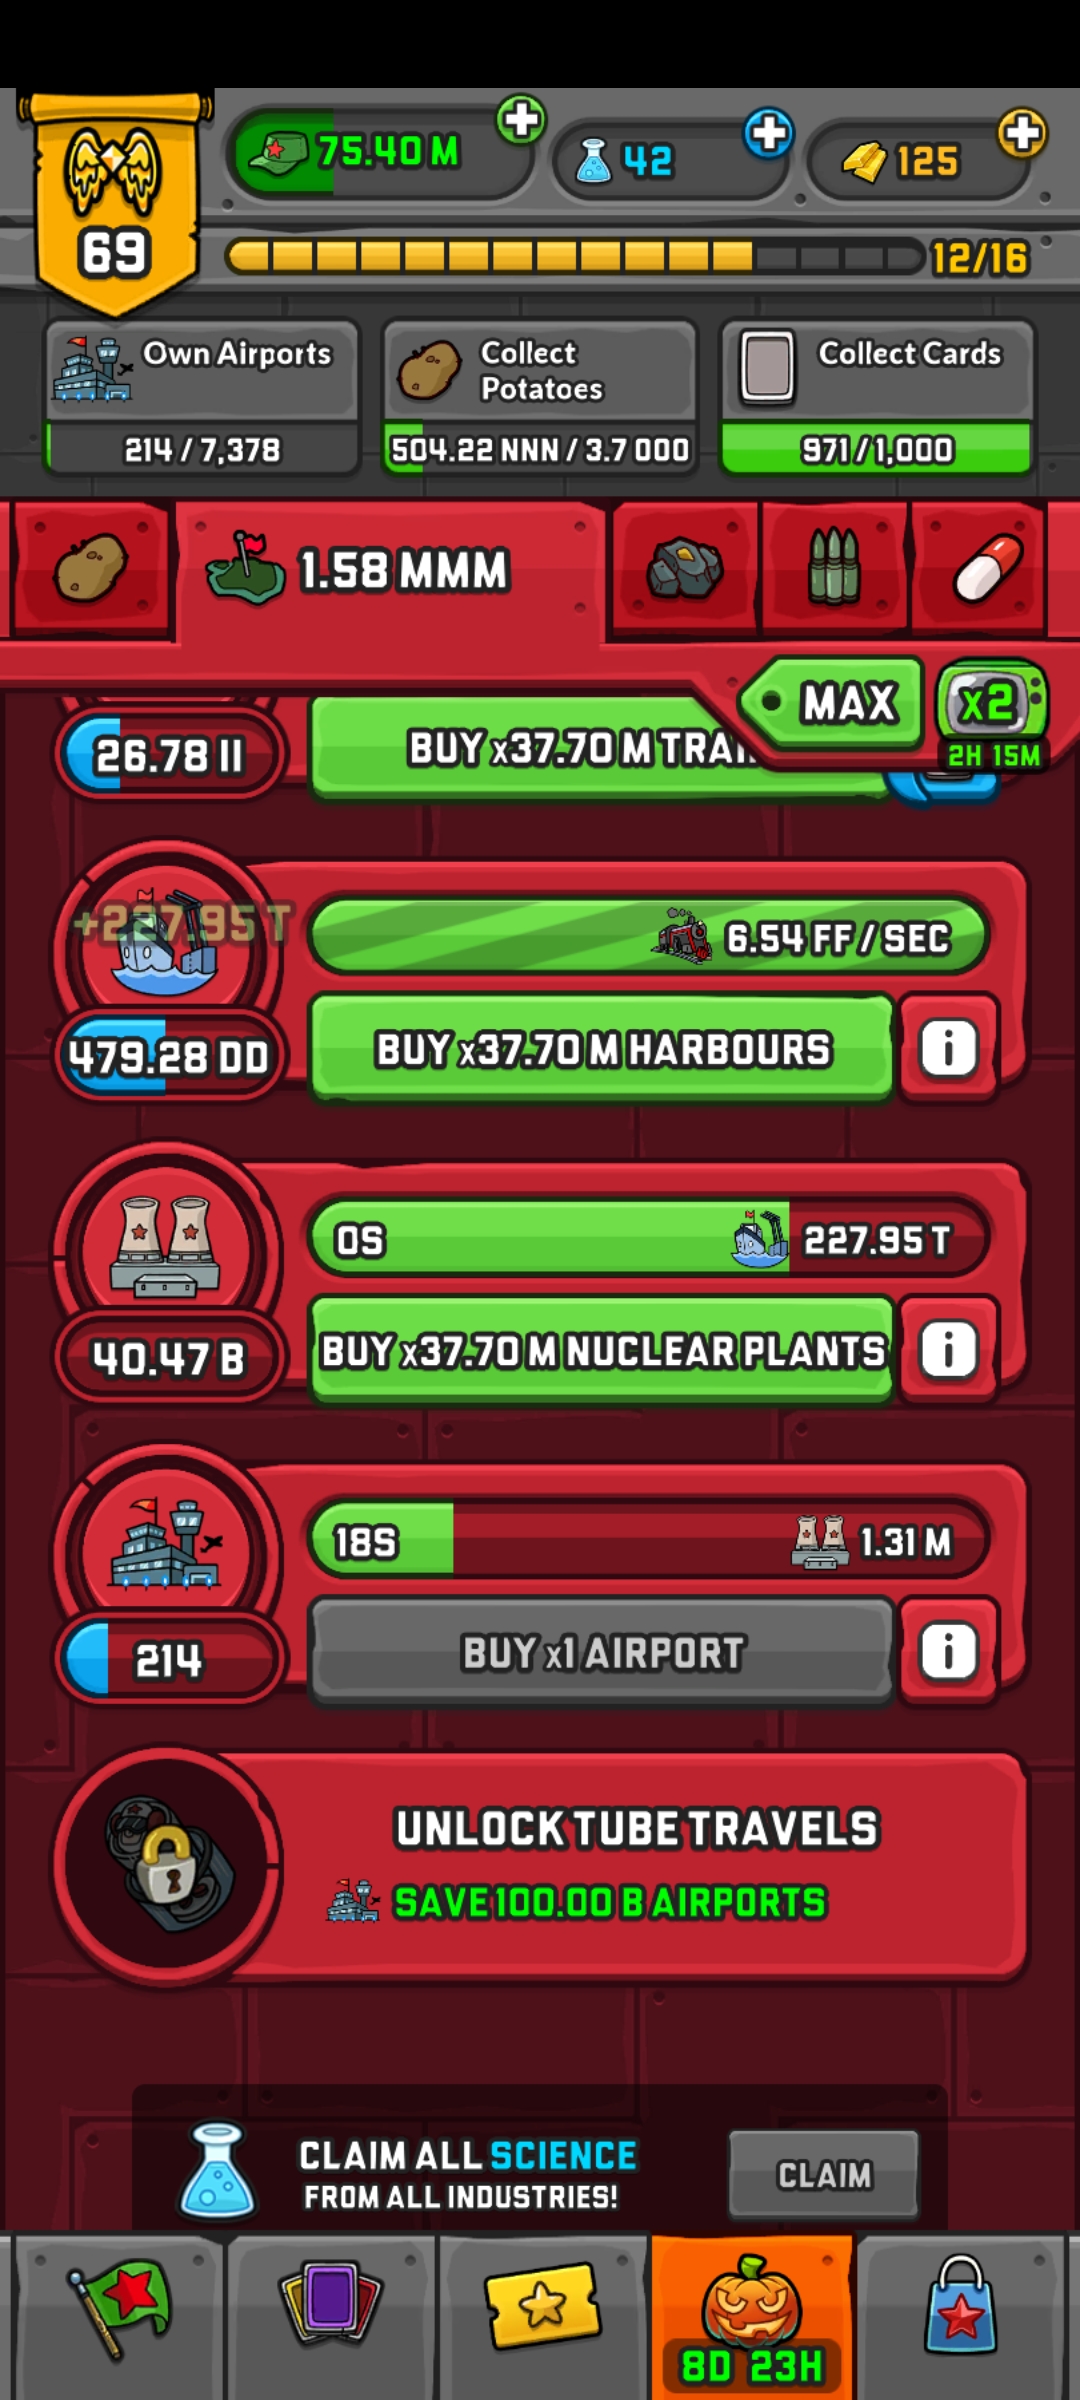 75.40 M
42
125
69
12/16
Own Airports
Collect Potatoes
Collect Cards
214 / 7,378
504.22 NNN / 3.7 OOO
971 / 1,000
1.58 MMM
MAX
x2
2H 15M
26.78 II
BUY x37.70 M
+227.95 T
6.54 FF / SEC
479.28 DD
BUY x37.70 M HARBOURS
i
0S
227.95 T
40.47 B
BUY x37.70 M NUCLEAR PLANTS
i
18S
1.31 M
214
BUY x1 AIRPORT
i
UNLOCK TUBE TRAVELS
SAVE 100.00 B AIRPORTS
CLAIM ALL SCIENCE
FROM ALL INDUSTRIES!
CLAIM
8D 23H